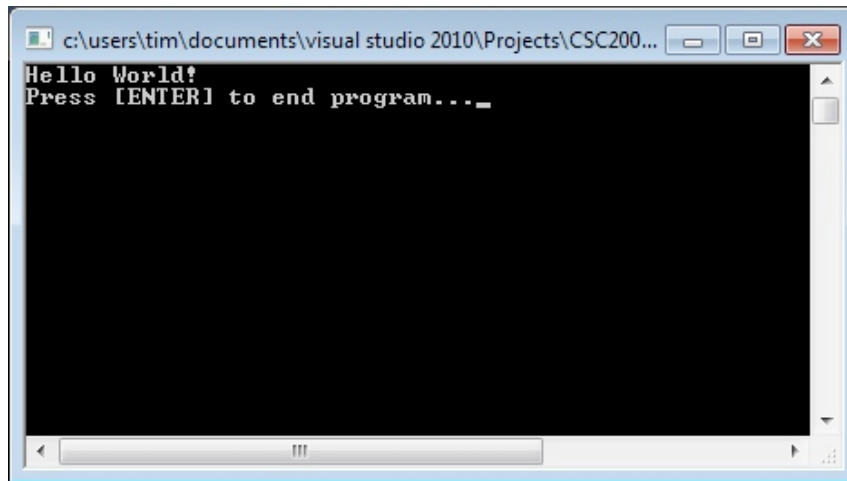 c:\users\tim\documents\visual studio 2010\Projects\CSC200...
Hello World!
Press [ENTER] to end program..._